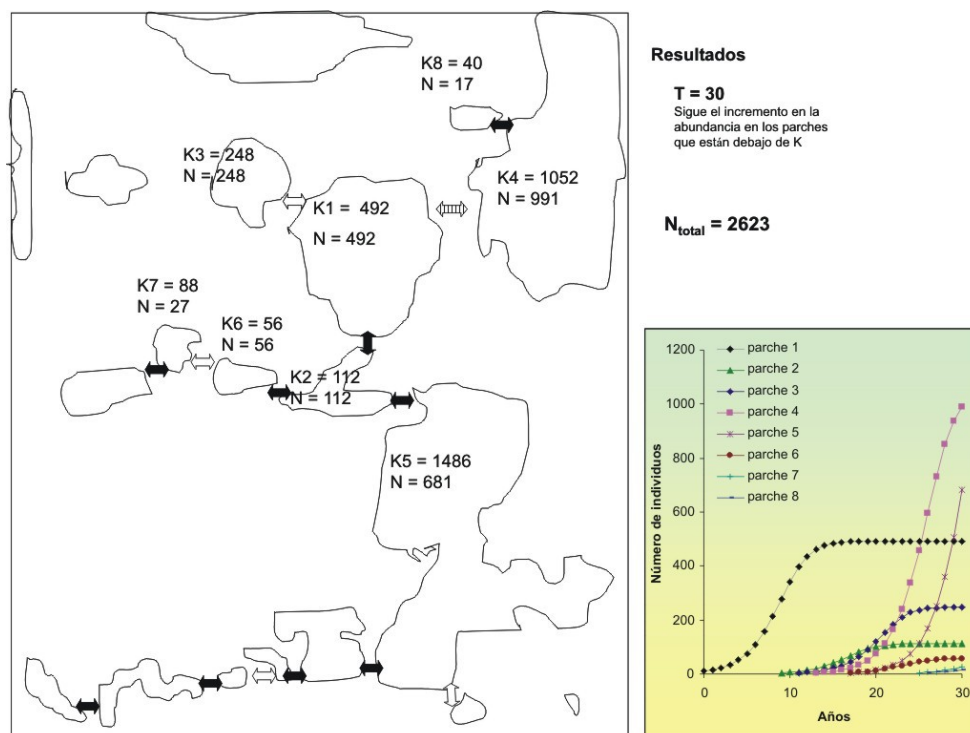 K8 = 40
N = 17
K3 = 248
N = 248
K4 = 1052
N = 991
K1 = 492
N = 492
K7 = 88
N = 27
K6 = 56
N = 56
K2 = 112
N = 112
K5 = 1486
N = 681
Resultados
T = 30
Sigue el incremento en la
abundancia en los parches
que están debajo de K
Ntotal = 2623
1200
1000
800
600
400
200
0
Número de individuos
parche 1
parche 2
parche 3
parche 4
parche 5
parche 6
parche 7
parche 8
0
10
20
30
Años